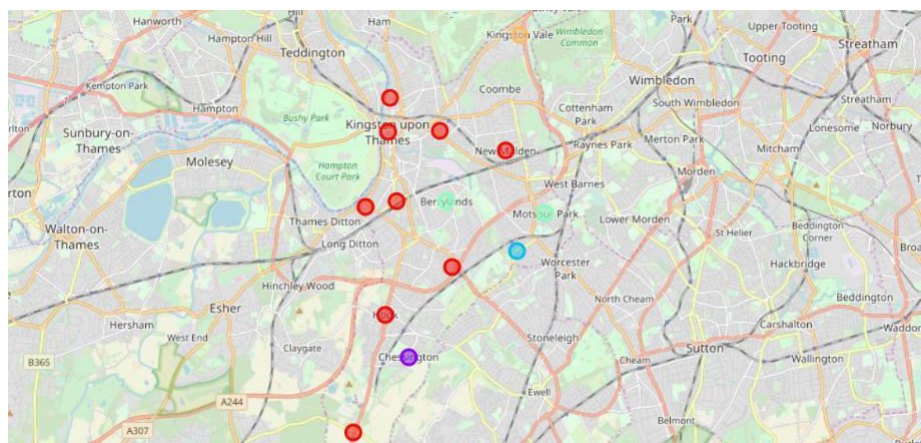 Hanworth
Hill
Ham
Kingston Vale
Wimbledon
Common
Park
Upper Tooting
Hampton Hill
Teddington
Streatham
Tooting
Kempton Park
Wimbledon
Coombe
Hampton
Bushy Park
Cottenham
Park
South Wimbledon
Streatham
Sunbury-on-
Thames
Kingston upon
Thames
Lonesome
Norbury
Merton Park
Mitcham
Raynes Park
Molesey
Hampton
Court Park
Morden
West Barnes
Berrylands
Thames Ditton
Motspur Park
Lower Morden
Walton-on-
Thames
St Helier
Beddington
Corner
Long Ditton
Worcester
Park
Hackbridge
Hinchley Wood
Esher
North Cheam
Beddington
Hersham
West End
Carshalton
Claygate
Stoneleigh
Sutton
Wallington
B365
Chessington
Cheam
Ewell
A244
Belmont
A307